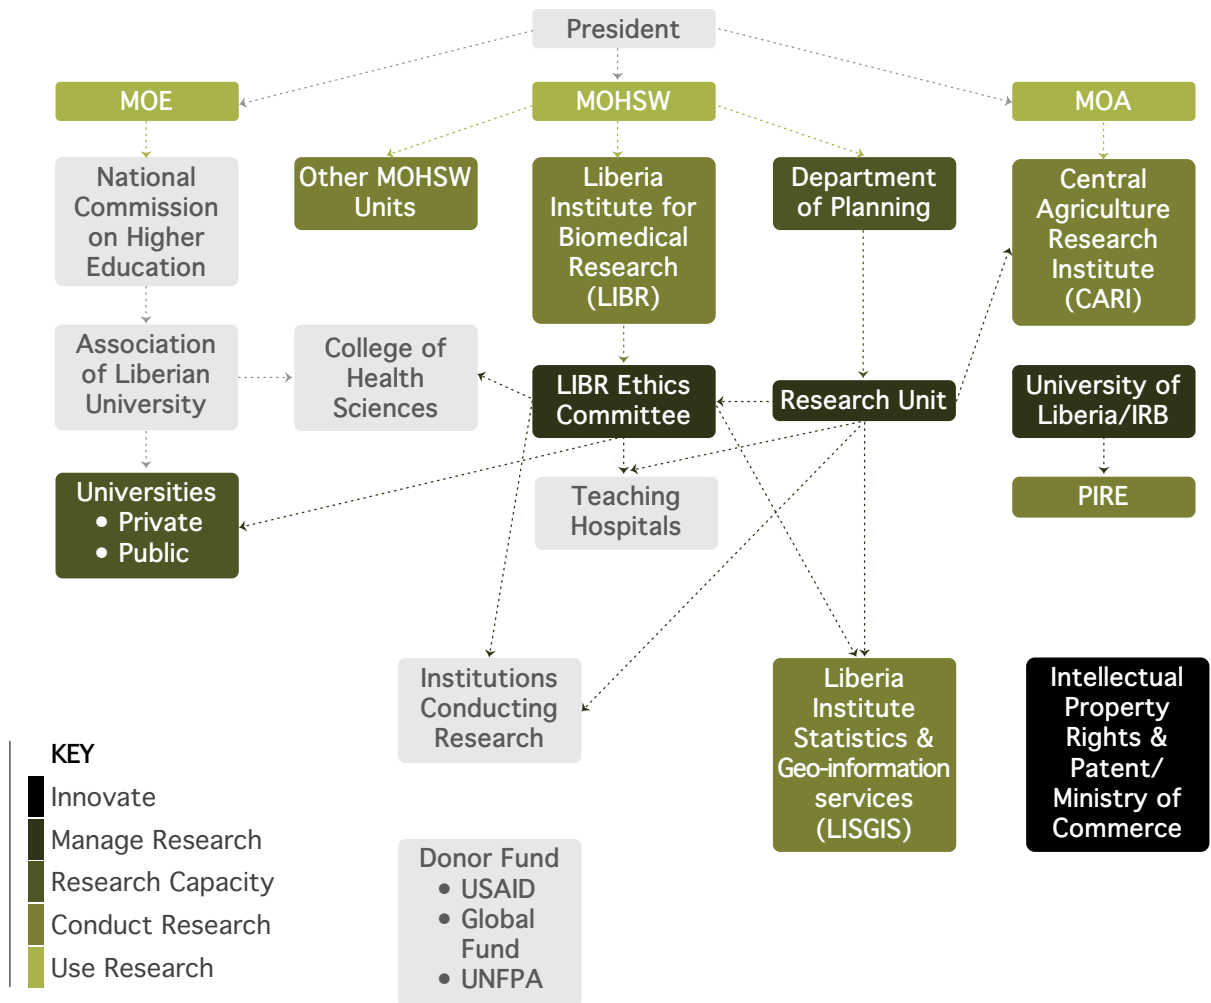 President
MOE
MOHSW
MOA
National
Commission
on Higher
Education
Other MOHSW
Units
Liberia
Institute for
Biomedical
Research
(LIBR)
Department
of Planning
Central
Agriculture
Research
Institute
(CARI)
Association
of Liberian
University
College of
Health
Sciences
LIBR Ethics
Committee
Research Unit
University of
Liberia/IRB
Universities
• Private
• Public
Teaching
Hospitals
PIRE
Institutions
Conducting
Research
Liberia
Institute
Statistics &
Geo-information
services
(LISGIS)
Intellectual
Property
Rights &
Patent/
Ministry of
Commerce
KEY
Innovate
Manage Research
Research Capacity
Conduct Research
Use Research
Donor Fund
• USAID
• Global
Fund
• UNFPA